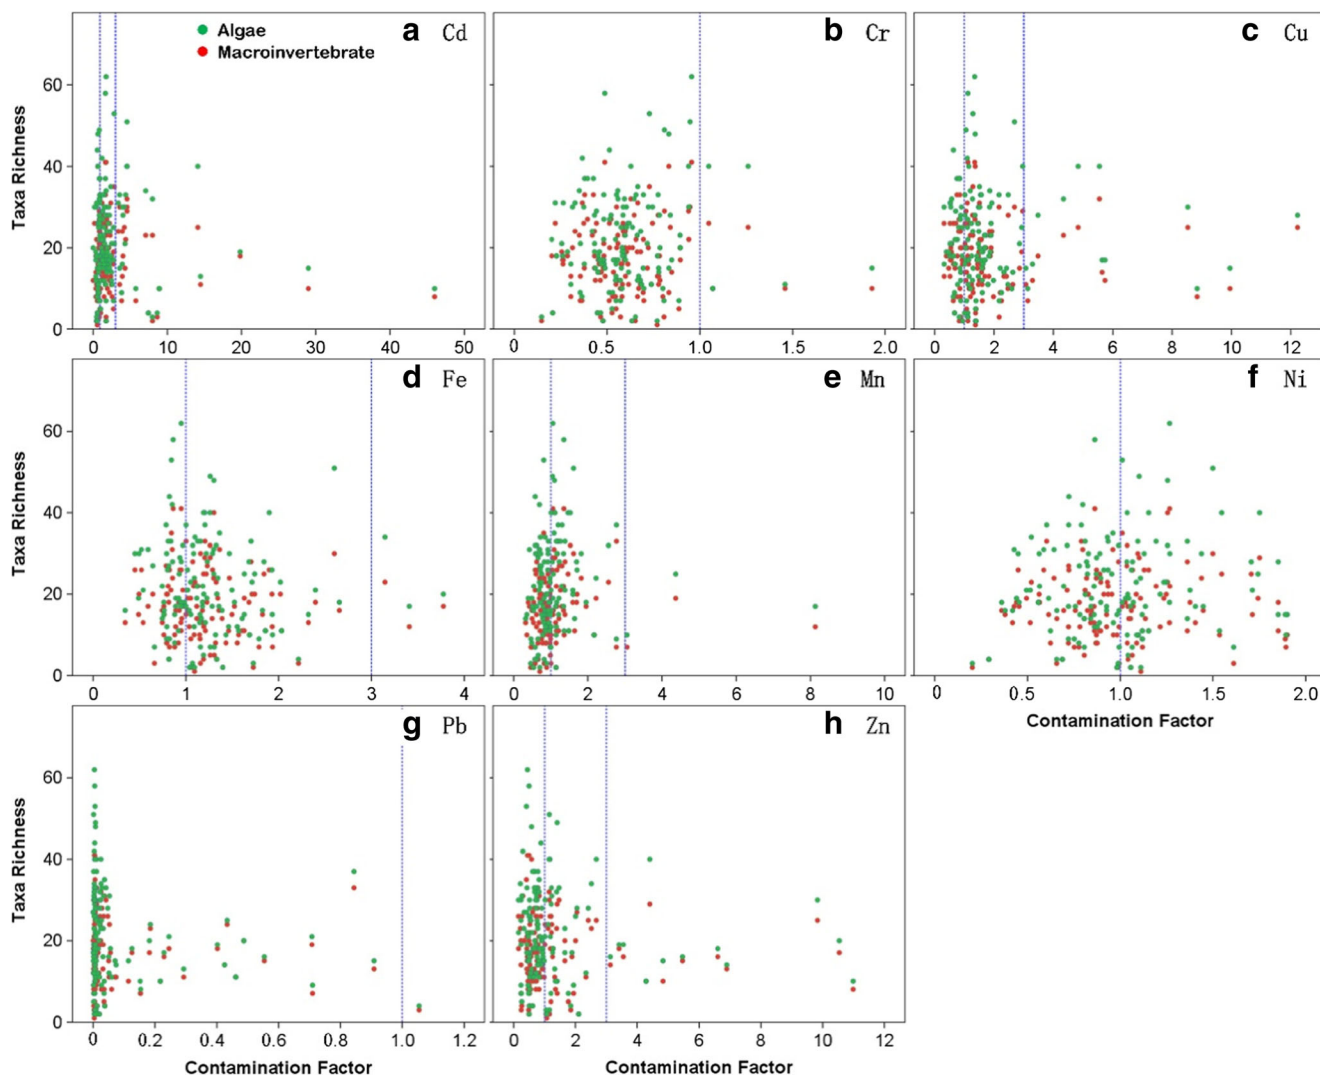 a Cd
Algae
Macroinvertebrate
Taxa Richness
60
40
20
0
0 10 20 30 40 50
b Cr
0 0.5 1.0 1.5 2.0
c Cu
0 2 4 6 8 10 12
d Fe
Taxa Richness
60
40
20
0
0 1 2 3 4
e Mn
0 2 4 6 8 10
f Ni
0 0.5 1.0 1.5 2.0
Contamination Factor
g Pb
Taxa Richness
60
40
20
0
0 0.2 0.4 0.6 0.8 1.0 1.2
Contamination Factor
h Zn
0 2 4 6 8 10 12
Contamination Factor